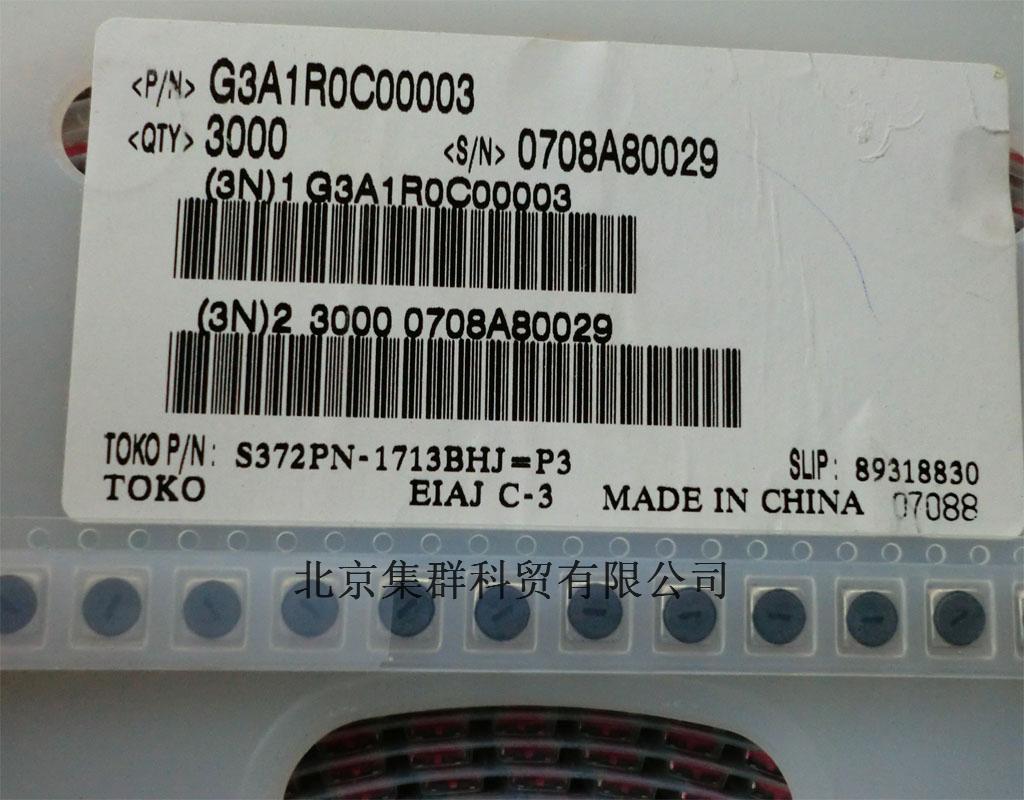 <P/N> G3A1R0C00003
<QTY> 3000 <S/N> 0708A80029
(3N)1 G3A1R0C00003
(3N)2 3000 0708A80029
TOKO P/N: S372PN-1713BHJ=P3 SLIP: 89318830
TOKO EIAJ C-3 MADE IN CHINA 07088
北京集群科贸有限公司